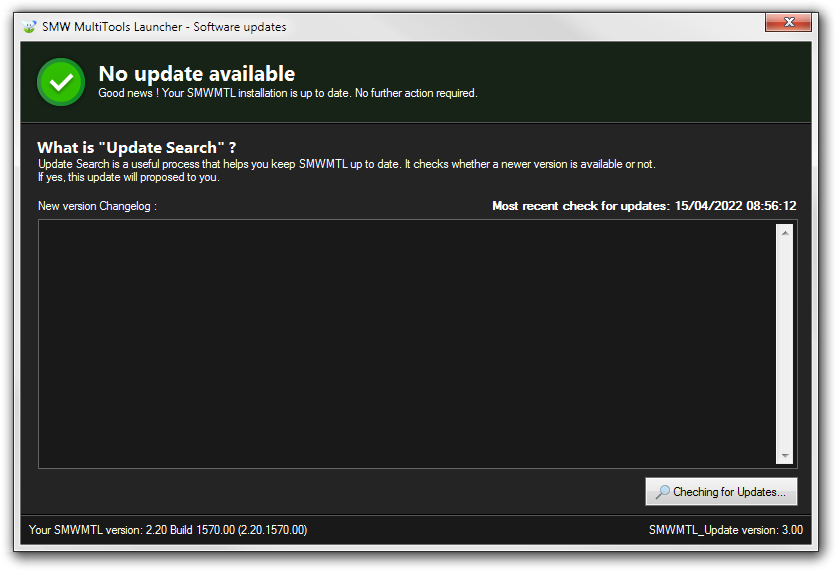 SMW MultiTools Launcher - Software updates
No update available
Good news ! Your SMWMTL installation is up to date. No further action required.
What is "Update Search" ?
Update Search is a useful process that helps you keep SMWMTL up to date. It checks whether a newer version is available or not.
If yes, this update will proposed to you.
New version Changelog :
Most recent check for updates: 15/04/2022 08:56:12
Cheching for Updates...
Your SMWMTL version: 2.20 Build 1570.00 (2.20.1570.00)
SMWMTL_Update version: 3.00